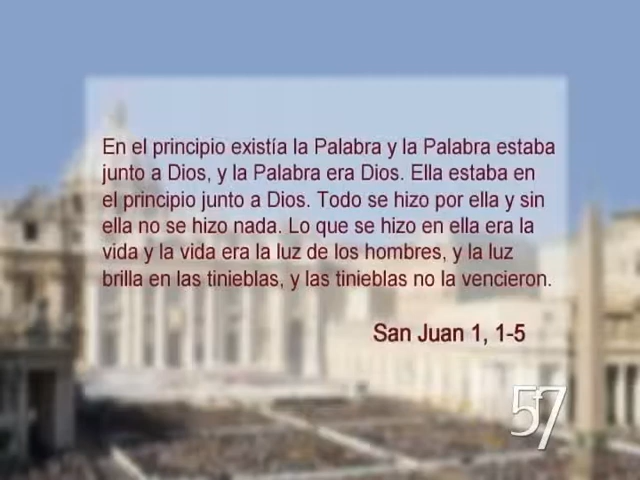 En el principio existía la Palabra y la Palabra estaba
junto a Dios, y la Palabra era Dios. Ella estaba en
el principio junto a Dios. Todo se hizo por ella y sin
ella no se hizo nada. Lo que se hizo en ella era la
vida y la vida era la luz de los hombres, y la luz
brilla en las tinieblas, y las tinieblas no la vencieron.
San Juan 1, 1-5
57